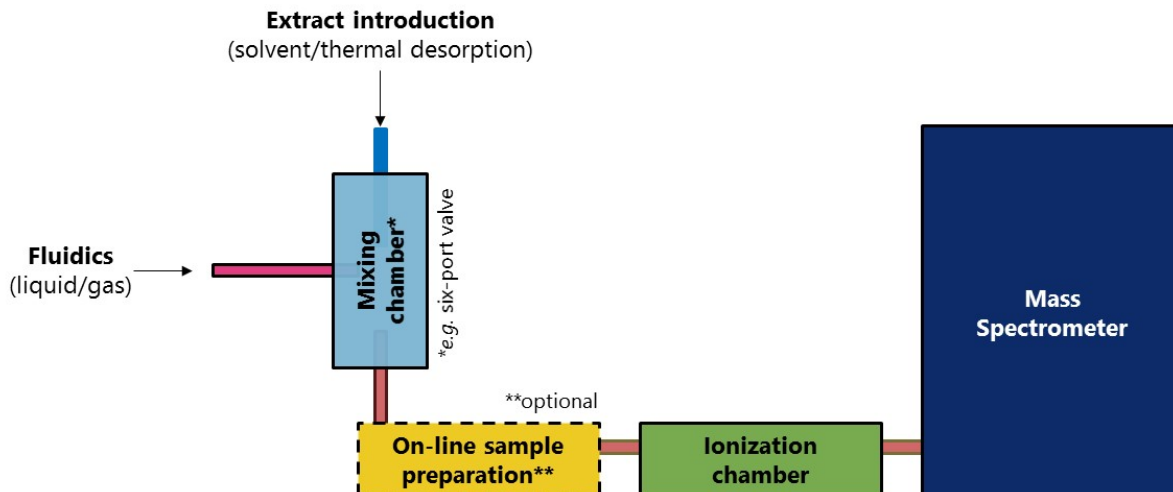 Extract introduction
(solvent/thermal desorption)
Fluidics
(liquid/gas)
Mixing
chamber*
*e.g. six-port valve
Mass
Spectrometer
**optional
On-line sample
preparation**
Ionization
chamber